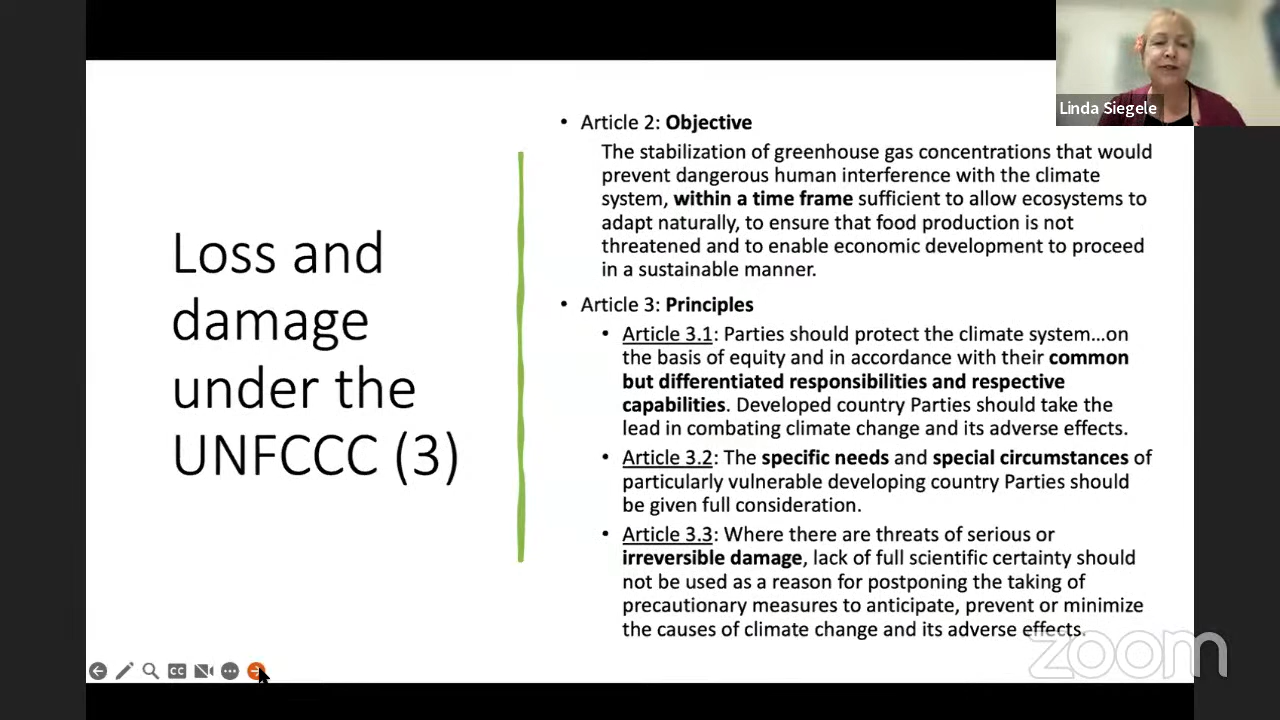 Linda Siegele
Loss and
damage
under the
UNFCCC (3)
• Article 2: Objective
The stabilization of greenhouse gas concentrations that would
prevent dangerous human interference with the climate
system, within a time frame sufficient to allow ecosystems to
adapt naturally, to ensure that food production is not
threatened and to enable economic development to proceed
in a sustainable manner.
• Article 3: Principles
• Article 3.1: Parties should protect the climate system…on
the basis of equity and in accordance with their common
but differentiated responsibilities and respective
capabilities. Developed country Parties should take the
lead in combating climate change and its adverse effects.
• Article 3.2: The specific needs and special circumstances of
particularly vulnerable developing country Parties should
be given full consideration.
• Article 3.3: Where there are threats of serious or
irreversible damage, lack of full scientific certainty should
not be used as a reason for postponing the taking of
precautionary measures to anticipate, prevent or minimize
the causes of climate change and its adverse effects.
CC
zoom